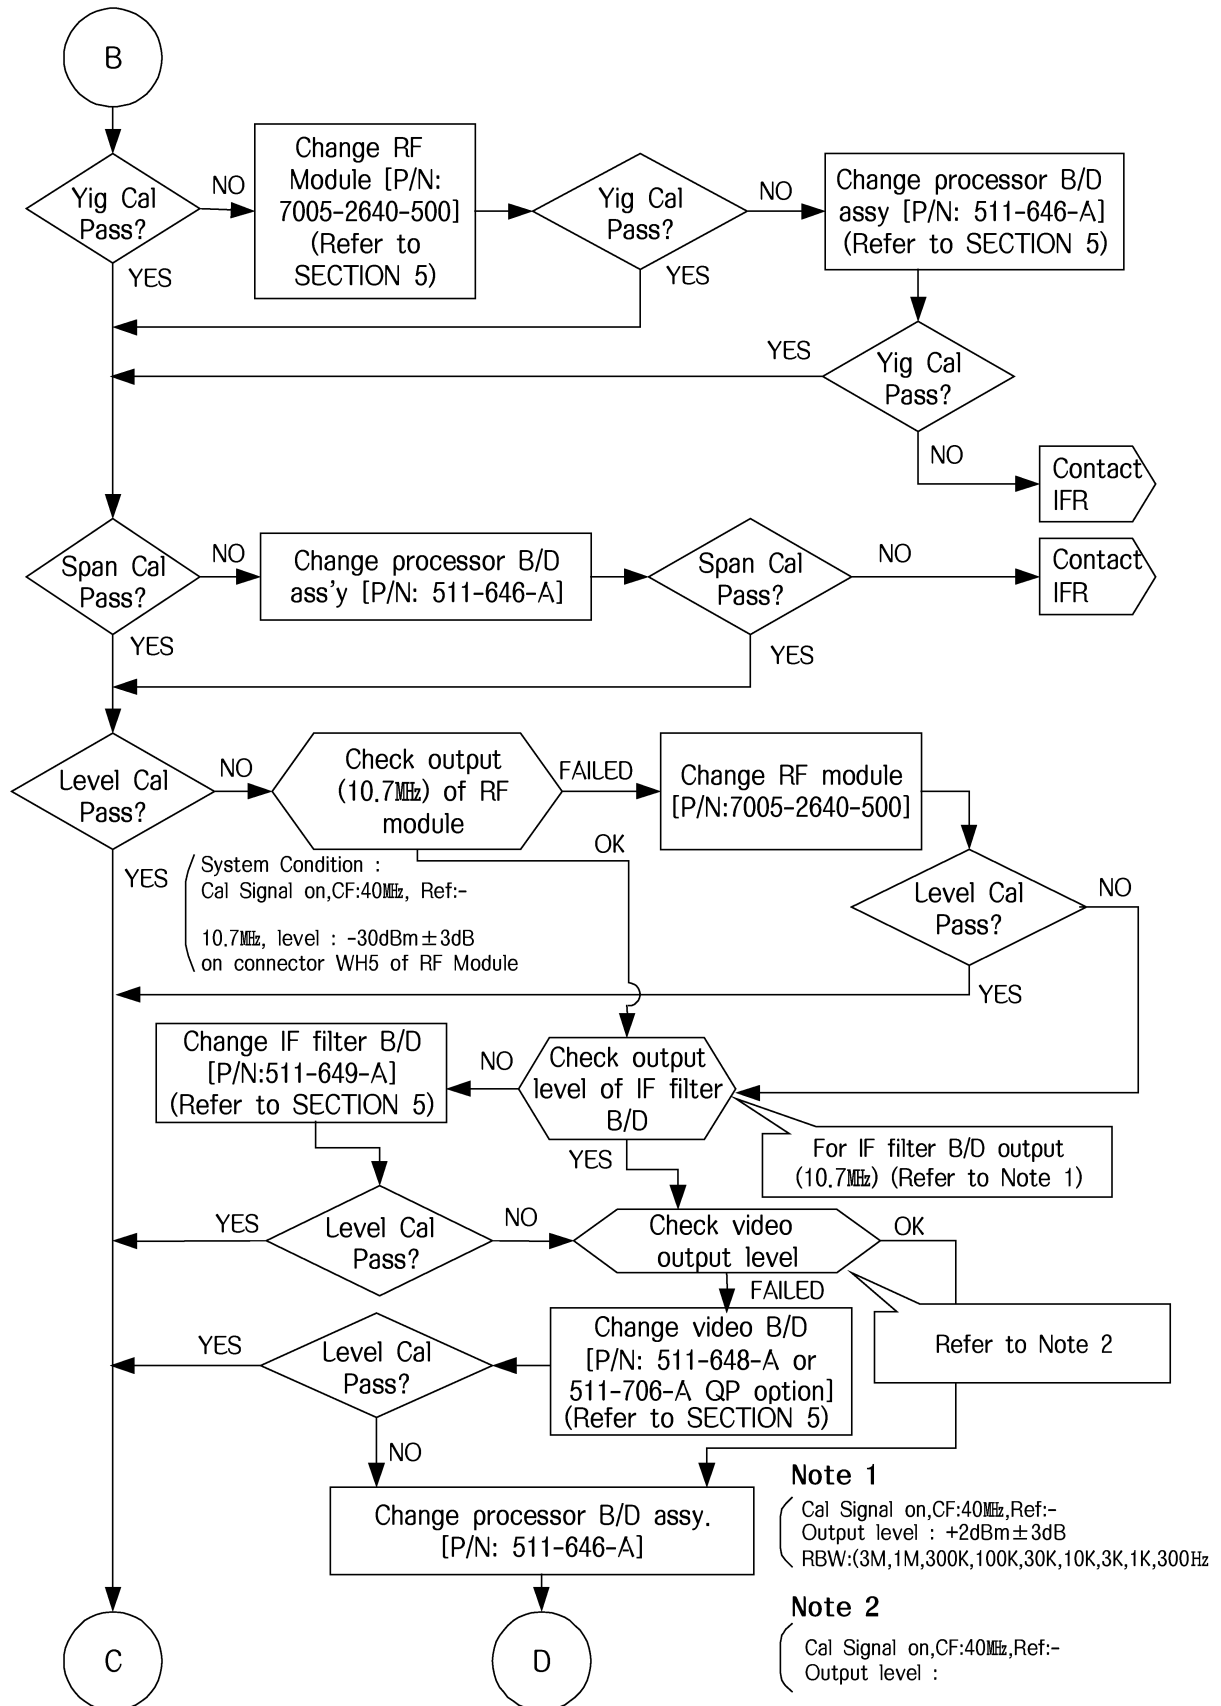 B
Yig Cal
Pass?
NO
YES
Change RF
Module [P/N:
7005-2640-500]
(Refer to
SECTION 5)
Yig Cal
Pass?
NO
YES
Change processor B/D
assy [P/N: 511-646-A]
(Refer to SECTION 5)
YES
Yig Cal
Pass?
NO
Contact
IFR
Span Cal
Pass?
NO
YES
Change processor B/D
ass'y [P/N: 511-646-A]
Span Cal
Pass?
NO
YES
Contact
IFR
Level Cal
Pass?
NO
YES
Check output
(10.7㎒) of RF
module
FAILED
OK
Change RF module
[P/N:7005-2640-500]
System Condition :
Cal Signal on,CF:40㎒, Ref:-
10.7㎒, level : -30dBm±3dB
on connector WH5 of RF Module
Level Cal
Pass?
NO
YES
Change IF filter B/D
[P/N:511-649-A]
(Refer to SECTION 5)
NO
Check output
level of IF filter
B/D
YES
For IF filter B/D output
(10.7㎒) (Refer to Note 1)
YES
Level Cal
Pass?
NO
Check video
output level
OK
FAILED
Refer to Note 2
YES
Level Cal
Pass?
NO
Change video B/D
[P/N: 511-648-A or
511-706-A QP option]
(Refer to SECTION 5)
Change processor B/D assy.
[P/N: 511-646-A]
Note 1
Cal Signal on,CF:40㎒,Ref:-
Output level : +2dBm±3dB
RBW:(3M,1M,300K,100K,30K,10K,3K,1K,300Hz
Note 2
Cal Signal on,CF:40㎒,Ref:-
Output level :
C
D